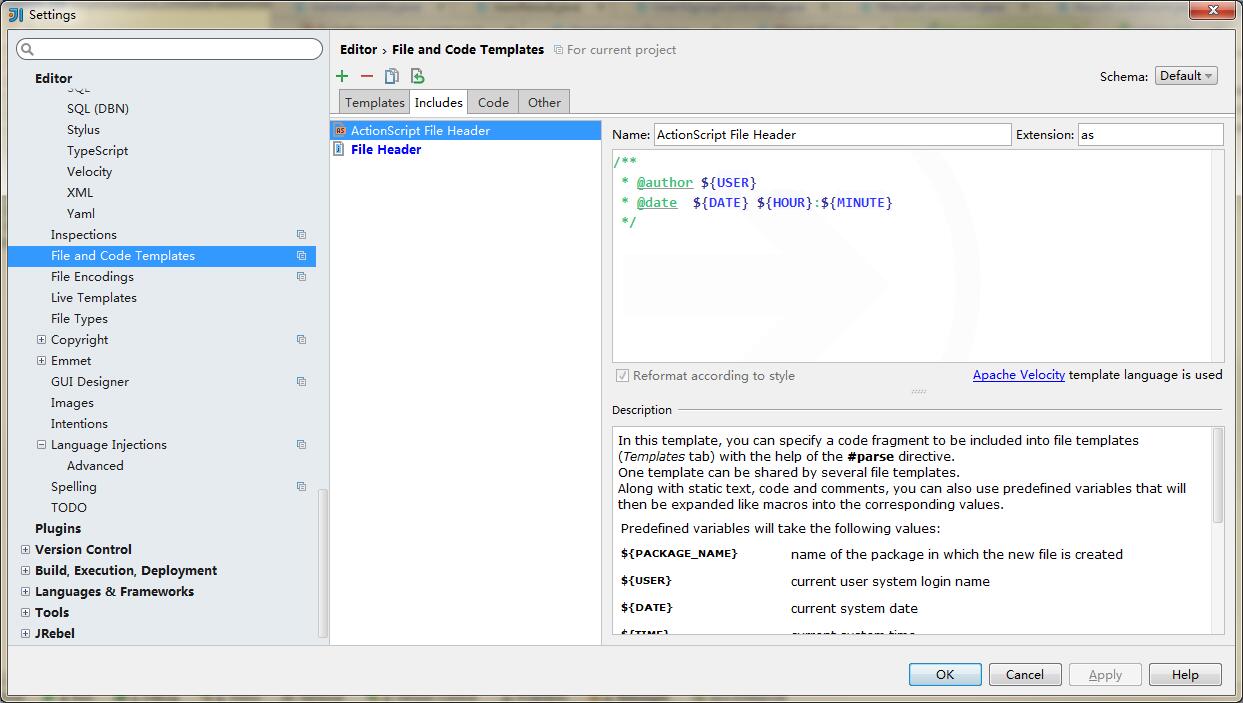 Settings
Editor › File and Code Templates For current project
Schema: Default
Templates Includes Code Other
Editor
SQL (DBN)
Stylus
TypeScript
Velocity
XML
Yaml
Inspections
File and Code Templates
File Encodings
Live Templates
File Types
Copyright
Emmet
GUI Designer
Images
Intentions
Language Injections
Advanced
Spelling
TODO
Plugins
Version Control
Build, Execution, Deployment
Languages & Frameworks
Tools
JRebel
ActionScript File Header
File Header
Name: ActionScript File Header Extension: as
/**
* @author ${USER}
* @date ${DATE} ${HOUR}:${MINUTE}
*/
Reformat according to style
Apache Velocity template language is used
Description
In this template, you can specify a code fragment to be included into file templates
(Templates tab) with the help of the #parse directive.
One template can be shared by several file templates.
Along with static text, code and comments, you can also use predefined variables that will
then be expanded like macros into the corresponding values.
Predefined variables will take the following values:
${PACKAGE_NAME} name of the package in which the new file is created
${USER} current user system login name
${DATE} current system date
${TIME} current system time
OK Cancel Apply Help